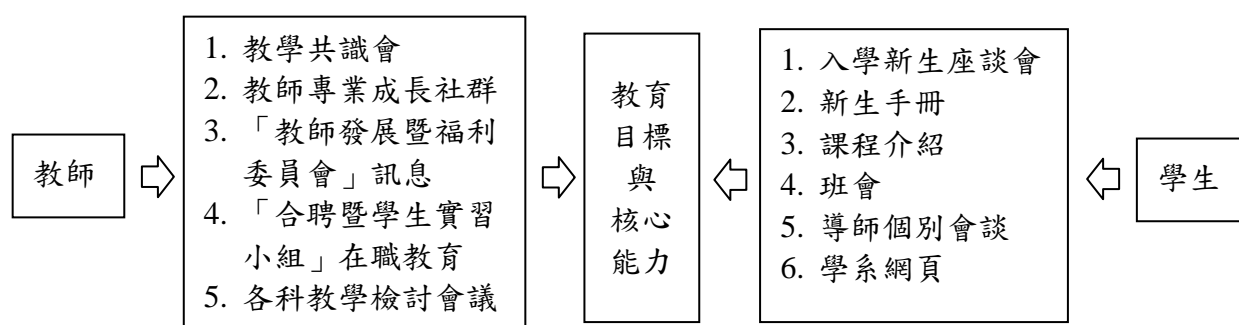 教師
1. 教學共識會
2. 教師專業成長社群
3. 「教師發展暨福利
委員會」訊息
4. 「合聘暨學生實習
小組」在職教育
5. 各科教學檢討會議
教育
目標
與
核心
能力
1. 入學新生座談會
2. 新生手冊
3. 課程介紹
4. 班會
5. 導師個別會談
6. 學系網頁
學生